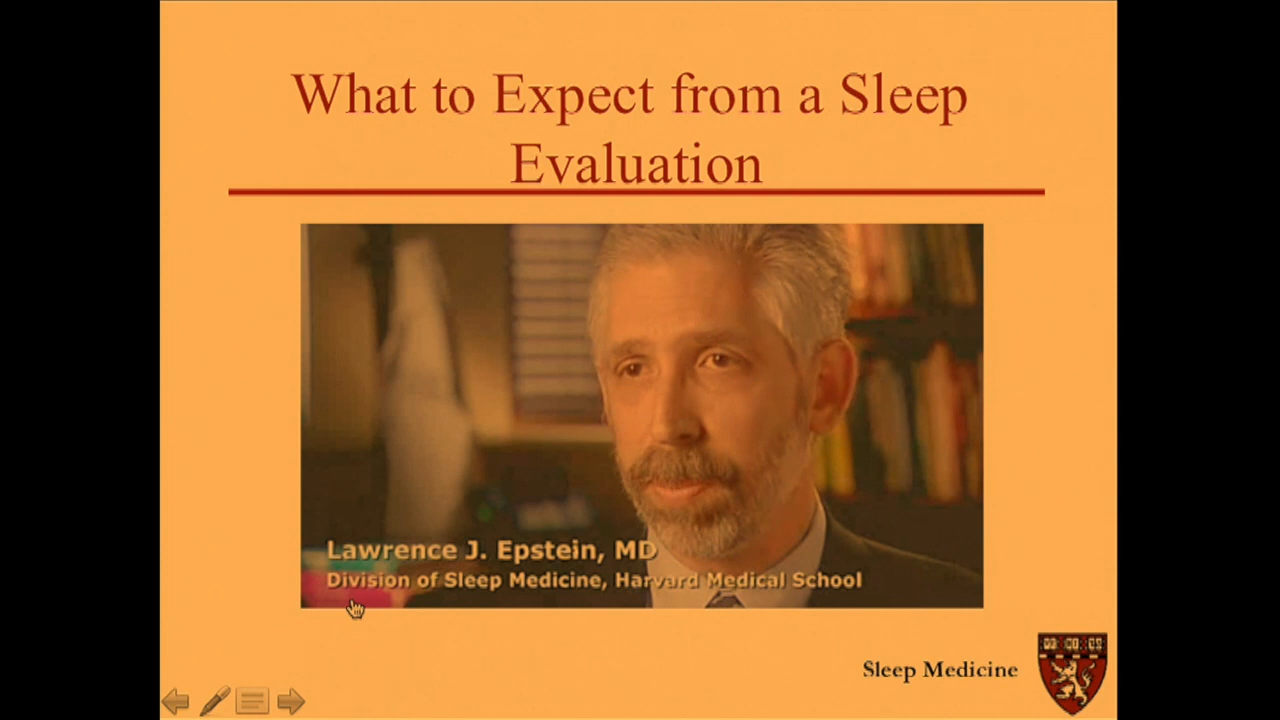 What to Expect from a Sleep
Evaluation
Lawrence J. Epstein, MD
Division of Sleep Medicine, Harvard Medical School
Sleep Medicine